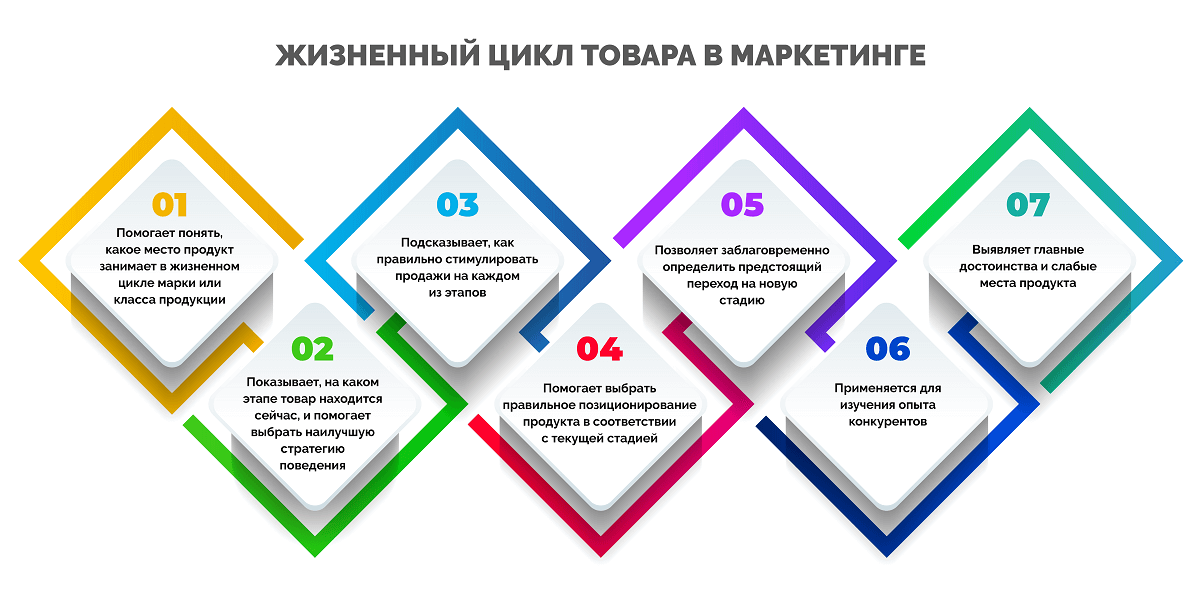 ЖИЗНЕННЫЙ ЦИКЛ ТОВАРА В МАРКЕТИНГЕ
01
Помогает понять,
какое место продукт
занимает в жизненном
цикле марки или
класса продукции
02
Показывает, на каком
этапе товар находится
сейчас, и помогает
выбрать наилучшую
стратегию
поведения
03
Подсказывает, как
правильно стимулировать
продажи на каждом
из этапов
04
Помогает выбрать
правильное позиционирование
продукта в соответствии
с текущей стадией
05
Позволяет заблаговременно
определить предстоящий
переход на новую
стадию
06
Применяется для
изучения опыта
конкурентов
07
Выявляет главные
достоинства и слабые
места продукта